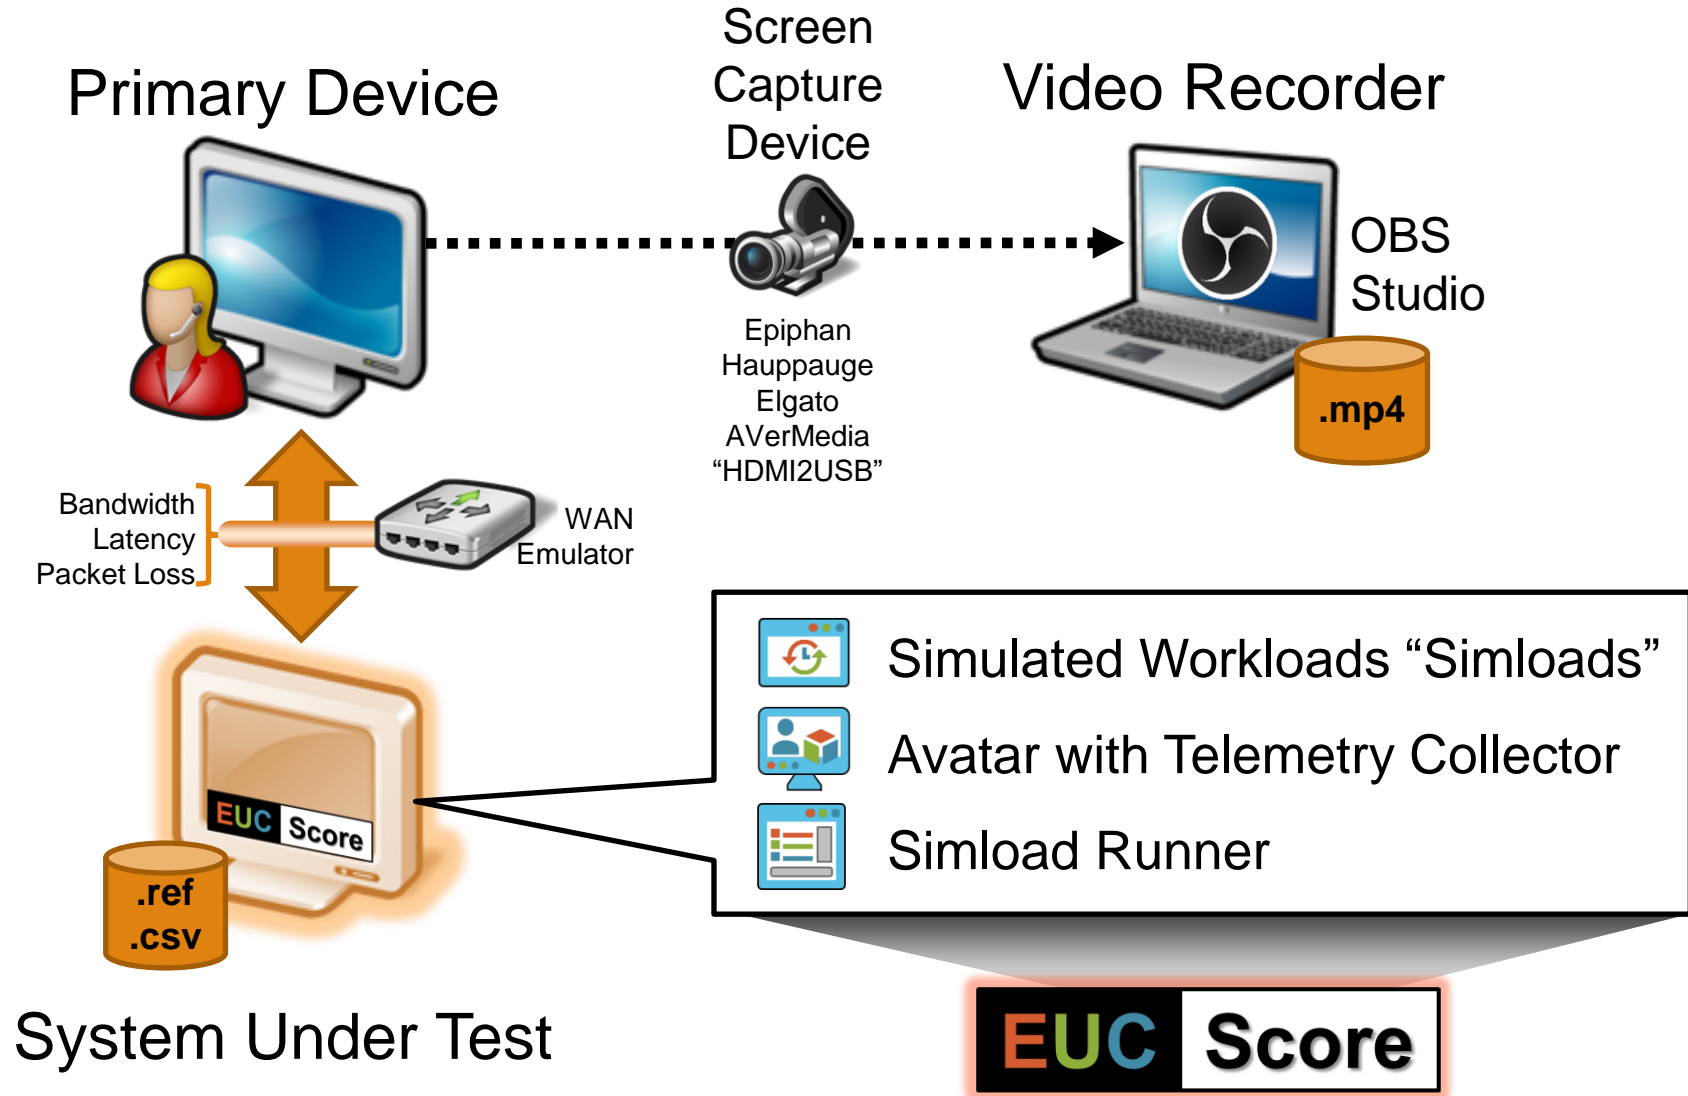 Primary Device
Screen
Capture
Device
Video Recorder
OBS
Studio
.mp4
Epiphan
Hauppauge
Elgato
AVerMedia
“HDMI2USB”
Bandwidth
Latency
Packet Loss
WAN
Emulator
Simulated Workloads “Simloads”
Avatar with Telemetry Collector
Simload Runner
EUC Score
.ref
.csv
System Under Test
EUC Score